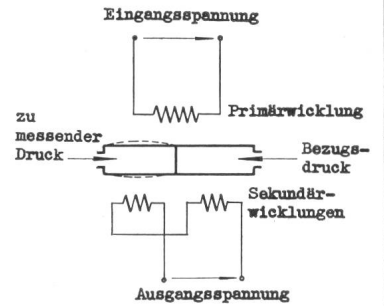 Eingangsspannung
Primärwicklung
zu
messender
Druck
Bezugs-
druck
Sekundär-
wicklungen
Ausgangsspannung